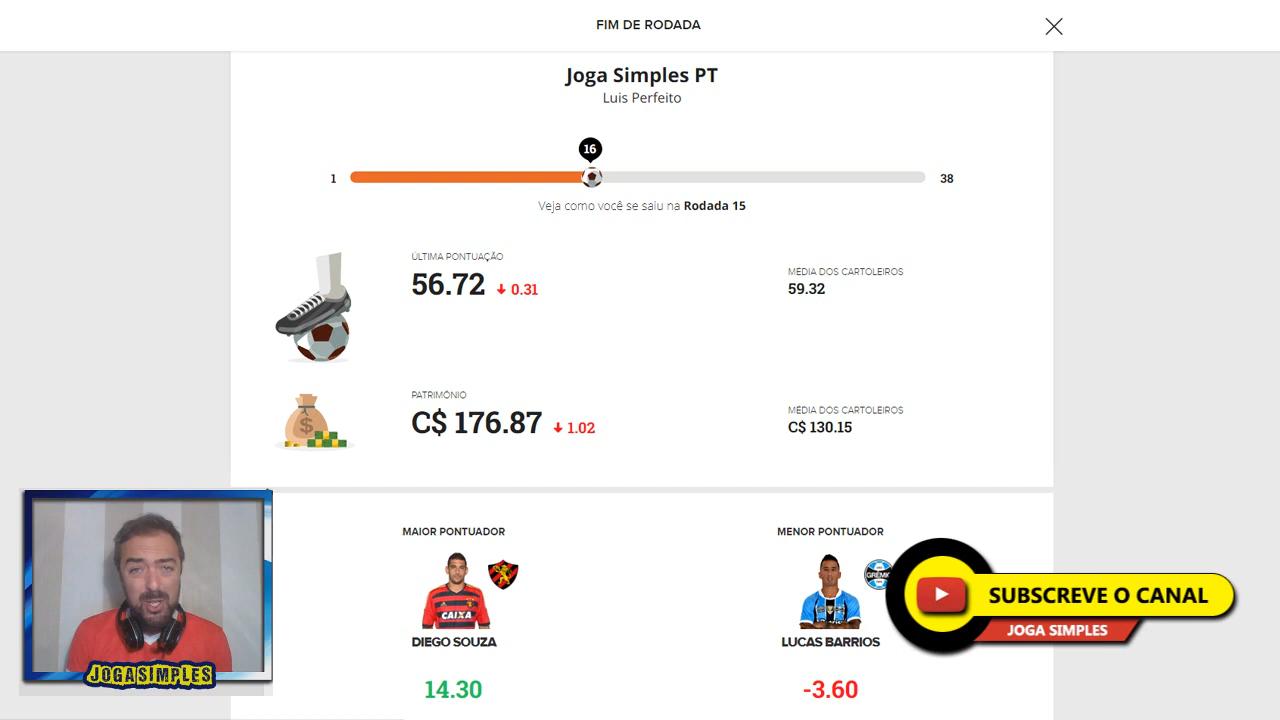 FIM DE RODADA
Joga Simples PT
Luis Perfeito
16
1
38
Veja como você se saiu na Rodada 15
ÚLTIMA PONTUAÇÃO
56.72 0.31
MÉDIA DOS CARTOLEIROS
59.32
PATRIMÔNIO
C$ 176.87 1.02
MÉDIA DOS CARTOLEIROS
C$ 130.15
MAIOR PONTUADOR
CAIXA
DIEGO SOUZA
14.30
MENOR PONTUADOR
GRÊMIO
LUCAS BARRIOS
-3.60
SUBSCREVE O CANAL
JOGA SIMPLES
JOGA SIMPLES